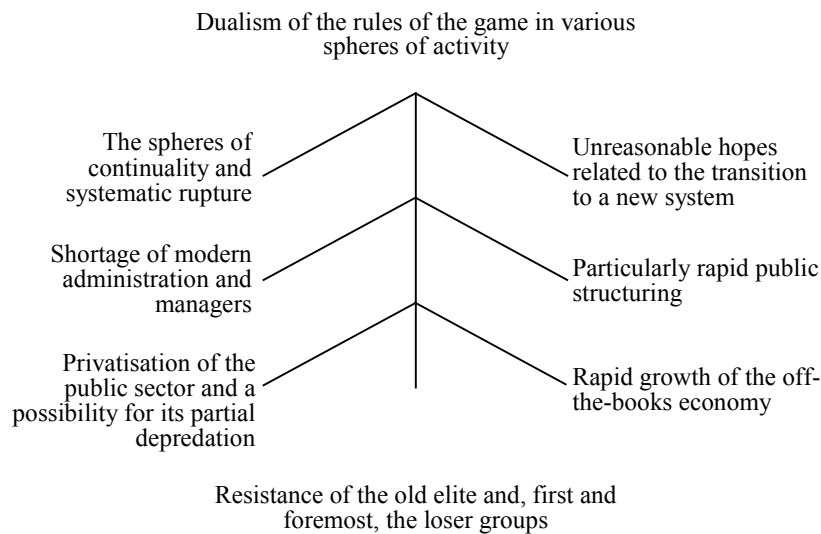 Dualism of the rules of the game in various
spheres of activity
The spheres of
continuality and
systematic rupture
Unreasonable hopes
related to the transition
to a new system
Shortage of modern
administration and
managers
Particularly rapid public
structuring
Privatisation of the
public sector and a
possibility for its partial
depredation
Rapid growth of the off-
the-books economy
Resistance of the old elite and, first and
foremost, the loser groups